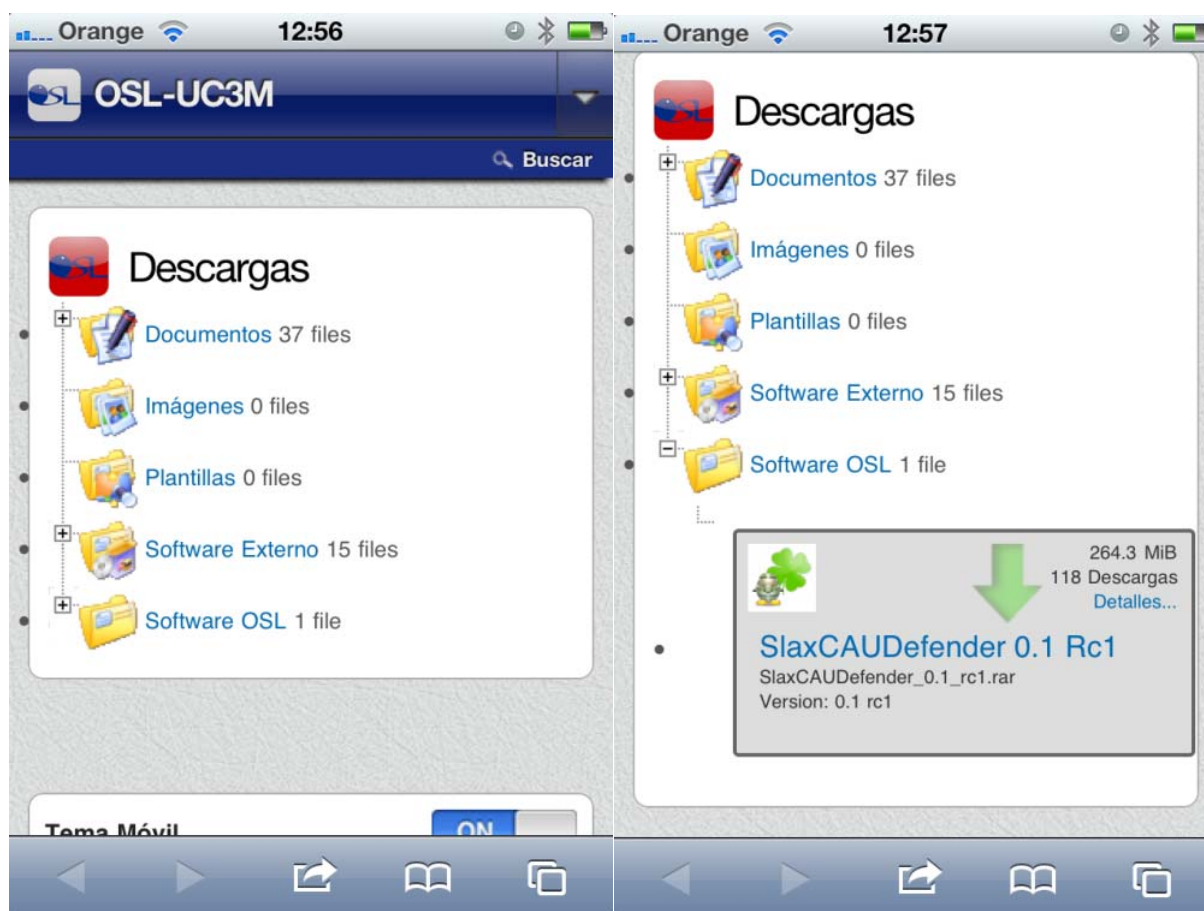 Orange 12:56
OSL OSL-UC3M
Buscar
OSL Descargas
Documentos 37 files
Imágenes 0 files
Plantillas 0 files
Software Externo 15 files
Software OSL 1 file
Tema Móvil ON
Orange 12:57
OSL Descargas
Documentos 37 files
Imágenes 0 files
Plantillas 0 files
Software Externo 15 files
Software OSL 1 file
264.3 MiB
118 Descargas
Detalles...
SlaxCAUDefender 0.1 Rc1
SlaxCAUDefender_0.1_rc1.rar
Version: 0.1 rc1